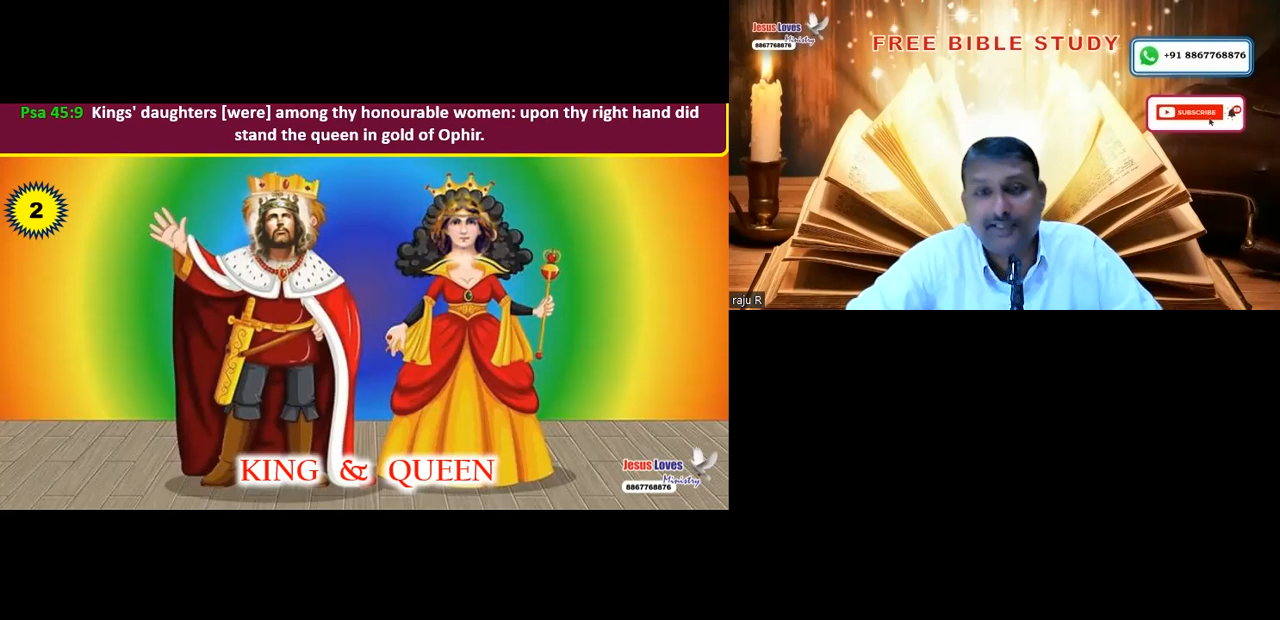 Psa 45:9 Kings' daughters [were] among thy honourable women: upon thy right hand did
stand the queen in gold of Ophir.
2
KING & QUEEN
Jesus Loves
Ministry
8867768876
Jesus Loves
Ministry
8867768876
FREE BIBLE STUDY
+91 8867768876
SUBSCRIBE
raju R